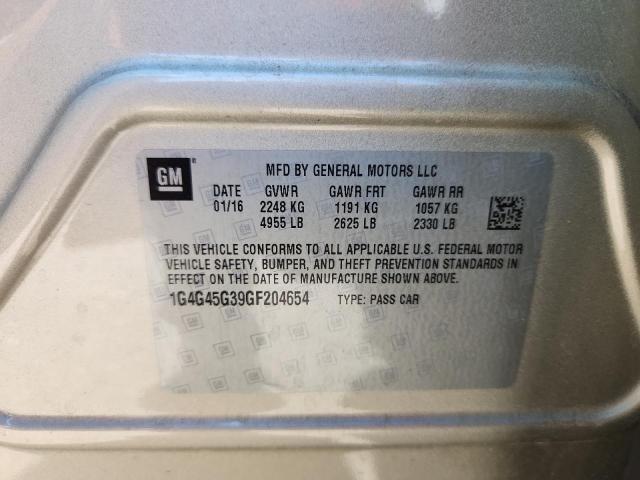 GM ®
MFD BY GENERAL MOTORS LLC
DATE GVWR GAWR FRT GAWR RR
01/16 2248 KG 1191 KG 1057 KG
4955 LB 2625 LB 2330 LB
THIS VEHICLE CONFORMS TO ALL APPLICABLE U.S. FEDERAL MOTOR
VEHICLE SAFETY, BUMPER, AND THEFT PREVENTION STANDARDS IN
EFFECT ON THE DATE OF MANUFACTURE SHOWN ABOVE.
1G4G45G39GF204654 TYPE: PASS CAR